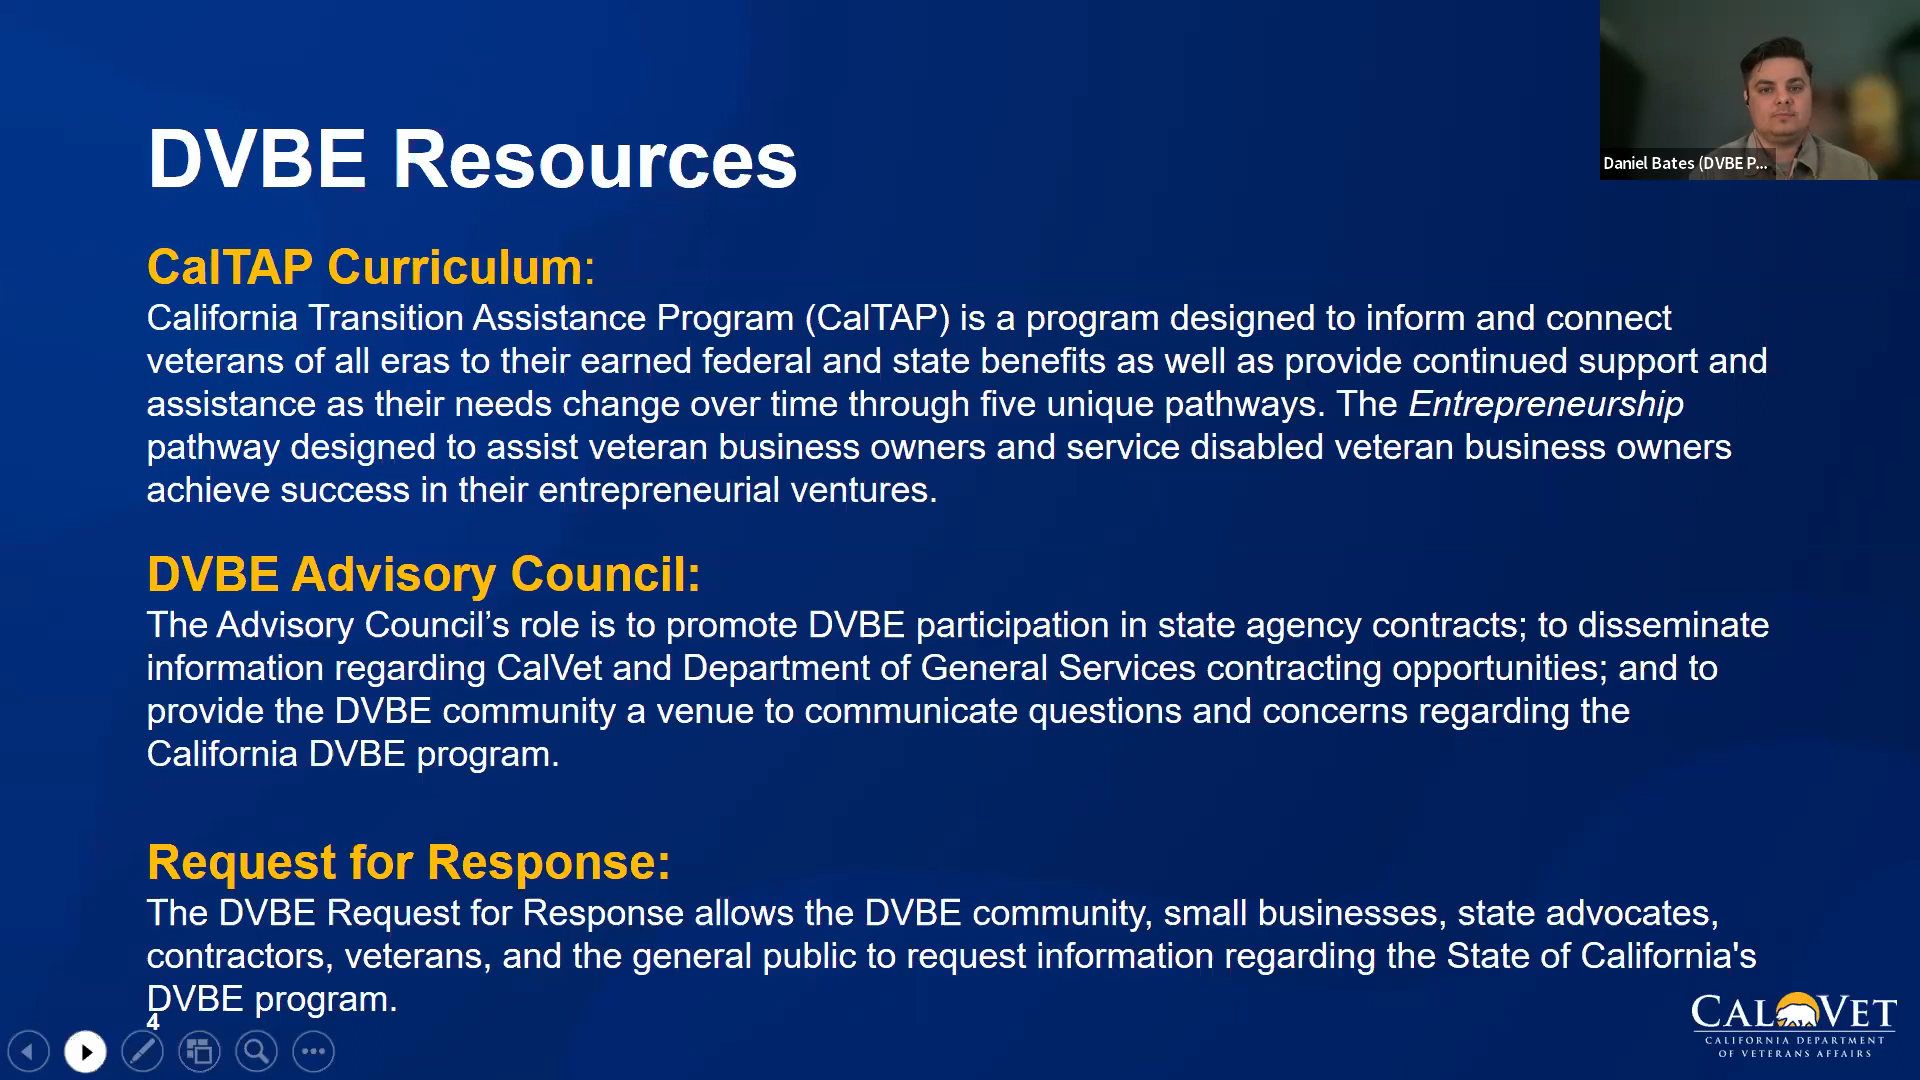 DVBE Resources
Daniel Bates (DVBE P...
CalTAP Curriculum:
California Transition Assistance Program (CalTAP) is a program designed to inform and connect
veterans of all eras to their earned federal and state benefits as well as provide continued support and
assistance as their needs change over time through five unique pathways. The Entrepreneurship
pathway designed to assist veteran business owners and service disabled veteran business owners
achieve success in their entrepreneurial ventures.
DVBE Advisory Council:
The Advisory Council’s role is to promote DVBE participation in state agency contracts; to disseminate
information regarding CalVet and Department of General Services contracting opportunities; and to
provide the DVBE community a venue to communicate questions and concerns regarding the
California DVBE program.
Request for Response:
The DVBE Request for Response allows the DVBE community, small businesses, state advocates,
contractors, veterans, and the general public to request information regarding the State of California's
DVBE program.
4
CALVET
CALIFORNIA DEPARTMENT
OF VETERANS AFFAIRS